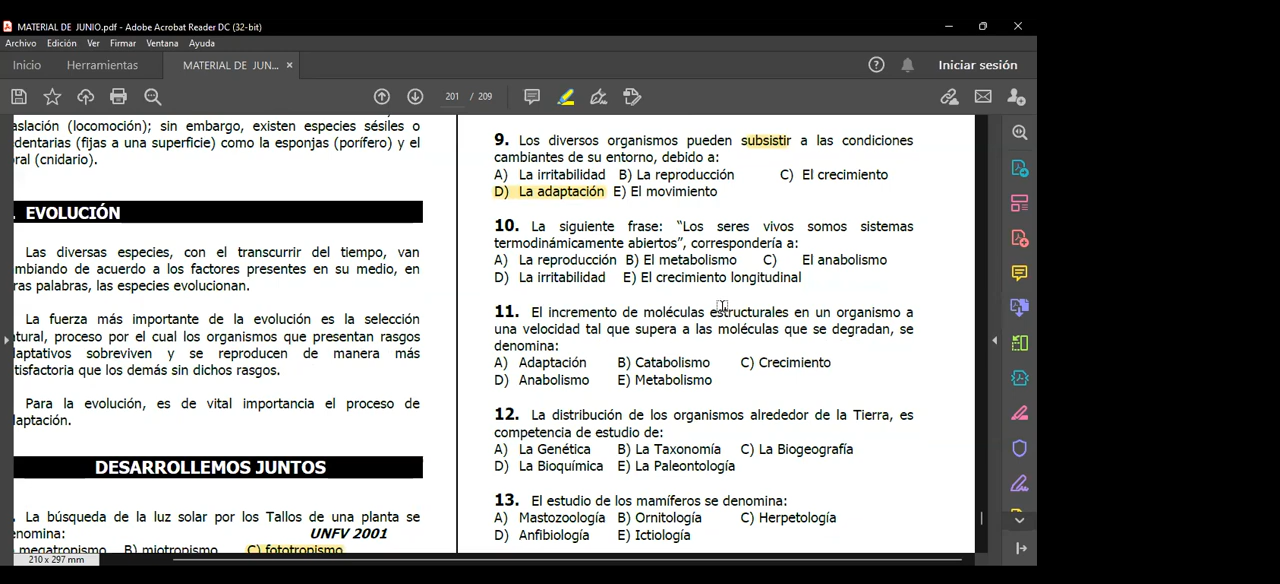 MATERIAL DE JUNIO.pdf - Adobe Acrobat Reader DC (32-bit)
Archivo Edición Ver Firmar Ventana Ayuda
Inicio Herramientas MATERIAL DE JUN... × Iniciar sesión
201 / 209
aslación (locomoción); sin embargo, existen especies sésiles o
dentarias (fijas a una superficie) como la esponjas (porífero) y el
ral (cnidario).
. EVOLUCIÓN
Las diversas especies, con el transcurrir del tiempo, van
mbiando de acuerdo a los factores presentes en su medio, en
ras palabras, las especies evolucionan.
La fuerza más importante de la evolución es la selección
tural, proceso por el cual los organismos que presentan rasgos
laptativos sobreviven y se reproducen de manera más
tisfactoria que los demás sin dichos rasgos.
Para la evolución, es de vital importancia el proceso de
laptación.
DESARROLLEMOS JUNTOS
. La búsqueda de la luz solar por los Tallos de una planta se
enomina: UNFV 2001
megatropismo B) miotropismo C) fototropismo
210 x 297 mm
9. Los diversos organismos pueden subsistir a las condiciones
cambiantes de su entorno, debido a:
A) La irritabilidad B) La reproducción C) El crecimiento
D) La adaptación E) El movimiento
10. La siguiente frase: “Los seres vivos somos sistemas
termodinámicamente abiertos”, correspondería a:
A) La reproducción B) El metabolismo C) El anabolismo
D) La irritabilidad E) El crecimiento longitudinal
11. El incremento de moléculas estructurales en un organismo a
una velocidad tal que supera a las moléculas que se degradan, se
denomina:
A) Adaptación B) Catabolismo C) Crecimiento
D) Anabolismo E) Metabolismo
12. La distribución de los organismos alrededor de la Tierra, es
competencia de estudio de:
A) La Genética B) La Taxonomía C) La Biogeografía
D) La Bioquímica E) La Paleontología
13. El estudio de los mamíferos se denomina:
A) Mastozoología B) Ornitología C) Herpetología
D) Anfibiología E) Ictiología